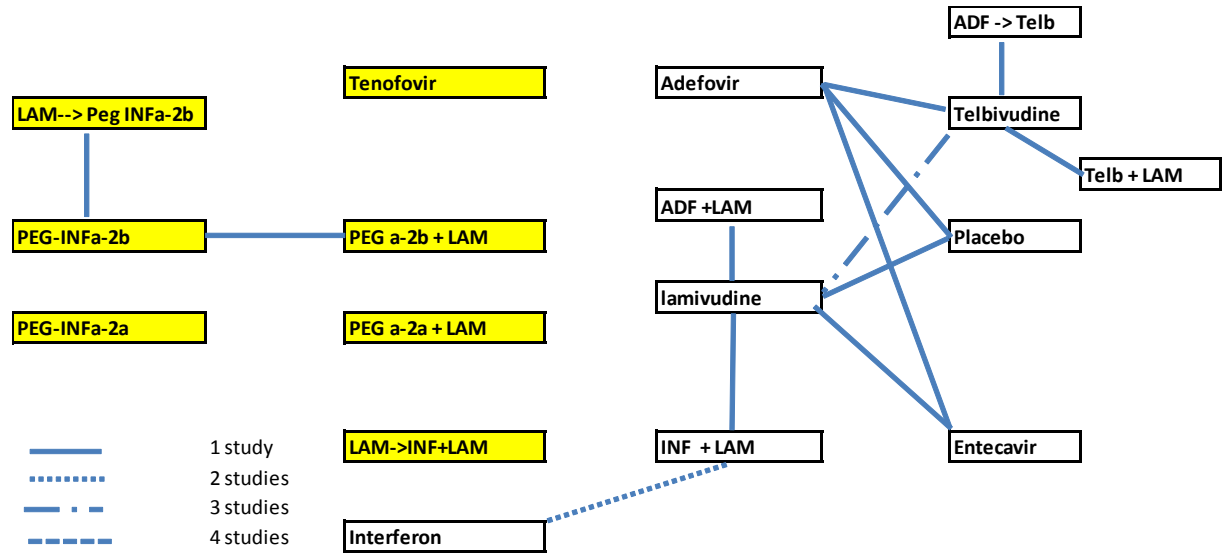 ADF -> Telb
Tenofovir
Adefovir
LAM--> Peg INFa-2b
Telbivudine
Telb + LAM
ADF +LAM
PEG-INFa-2b
PEG a-2b + LAM
Placebo
lamivudine
PEG-INFa-2a
PEG a-2a + LAM
LAM->INF+LAM
INF + LAM
Entecavir
1 study
2 studies
3 studies
4 studies
Interferon